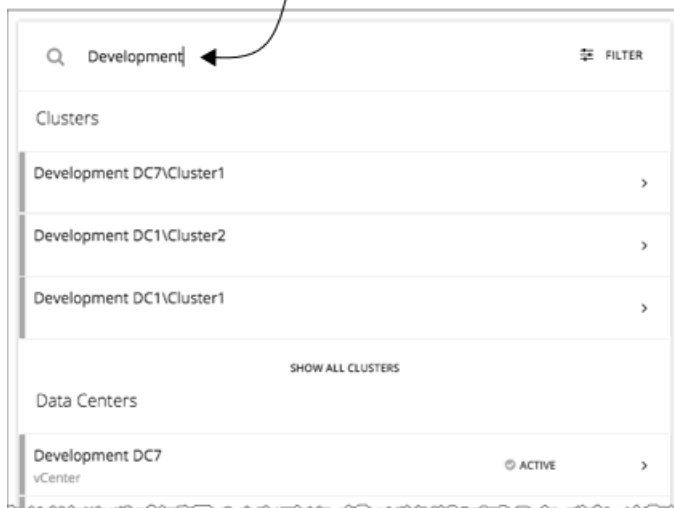 Development
FILTER
Clusters
Development DC7\Cluster1
Development DC1\Cluster2
Development DC1\Cluster1
SHOW ALL CLUSTERS
Data Centers
Development DC7
vCenter
ACTIVE